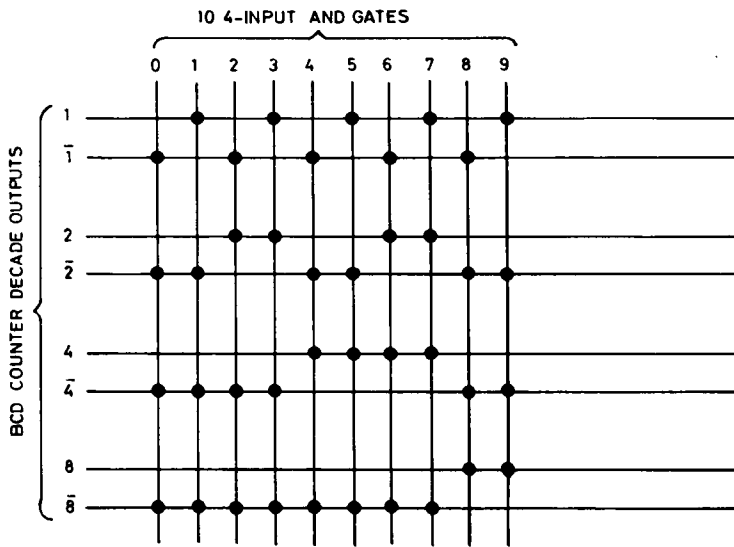 10 4-INPUT AND GATES
0 1 2 3 4 5 6 7 8 9
BCD COUNTER DECADE OUTPUTS
1
1̅
2
2̅
4
4̅
8
8̅